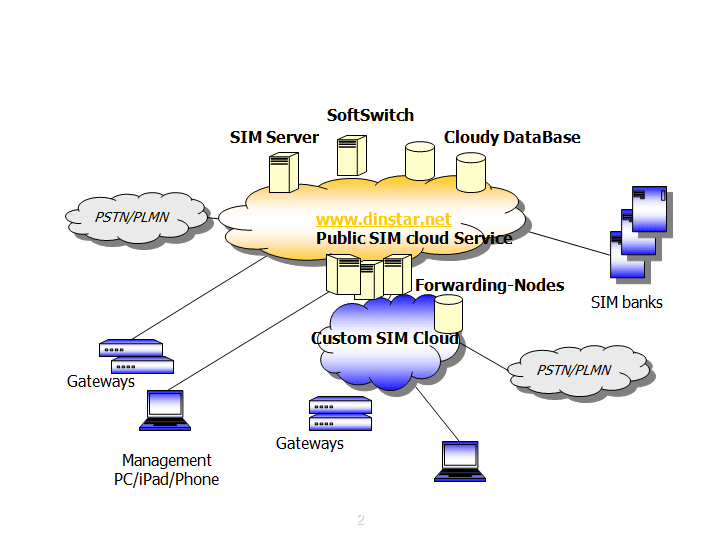 SoftSwitch
SIM Server
Cloudy DataBase
PSTN/PLMN
www.dinstar.net
Public SIM cloud Service
Forwarding-Nodes
SIM banks
Custom SIM Cloud
PSTN/PLMN
Gateways
Gateways
Management
PC/iPad/Phone
2